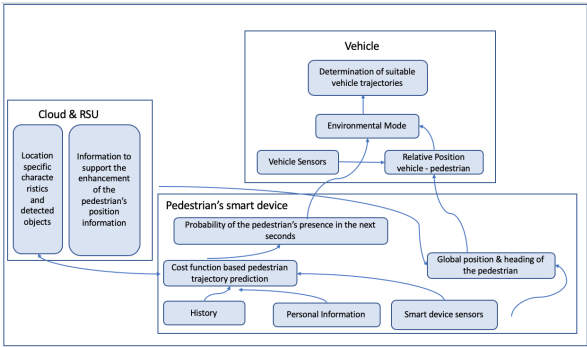 Vehicle
Determination of suitable
vehicle trajectories
Environmental Mode
Vehicle Sensors
Relative Position
vehicle - pedestrian
Cloud & RSU
Location
specific
characte
ristics
and
detected
objects
Information to
support the
enhancement
of the
pedestrian's
position
information
Pedestrian's smart device
Probability of the pedestrian's presence in the next
seconds
Cost function based pedestrian
trajectory prediction
Global position & heading of
the pedestrian
History
Personal Information
Smart device sensors